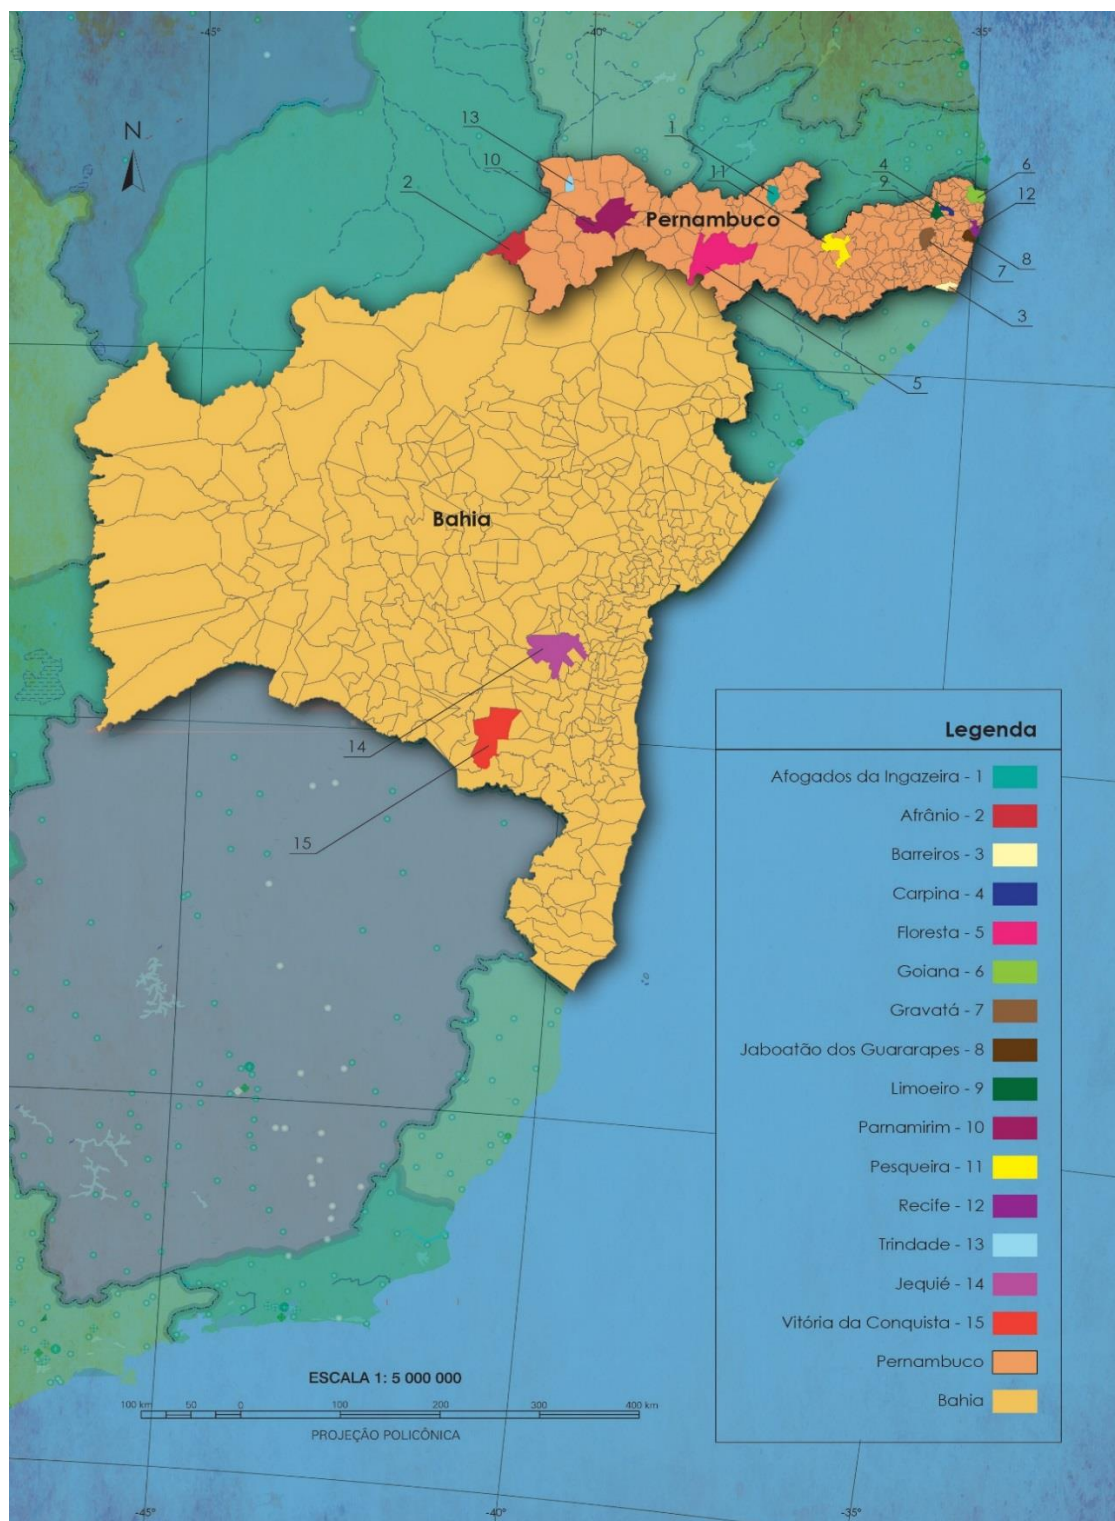 -45°
-40°
-35°
N
13
1
10
11
4
6
9
12
2
Pernambuco
8
7
3
5
Bahia
14
15
Legenda
Afogados da Ingazeira - 1
Afrânio - 2
Barreiros - 3
Carpina - 4
Floresta - 5
Goiana - 6
Gravatá - 7
Jaboatão dos Guararapes - 8
Limoeiro - 9
Parnamirim - 10
Pesqueira - 11
Recife - 12
Trindade - 13
Jequié - 14
Vitória da Conquista - 15
Pernambuco
Bahia
ESCALA 1: 5 000 000
100 km 50 0 100 200 300 400 km
PROJEÇÃO POLICÔNICA
-45°
-40°
-35°